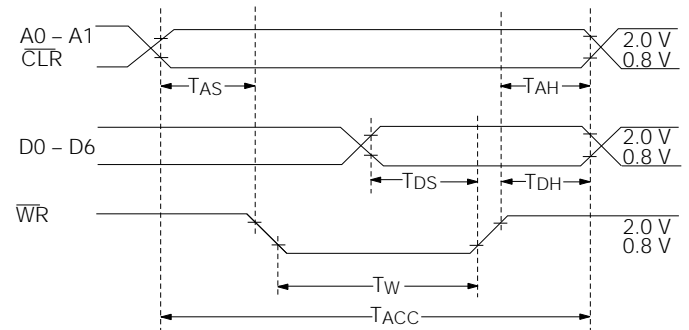 A0 – A1
CLR
2.0 V
0.8 V
TAS
TAH
D0 – D6
2.0 V
0.8 V
TDS
TDH
WR
2.0 V
0.8 V
TW
TACC